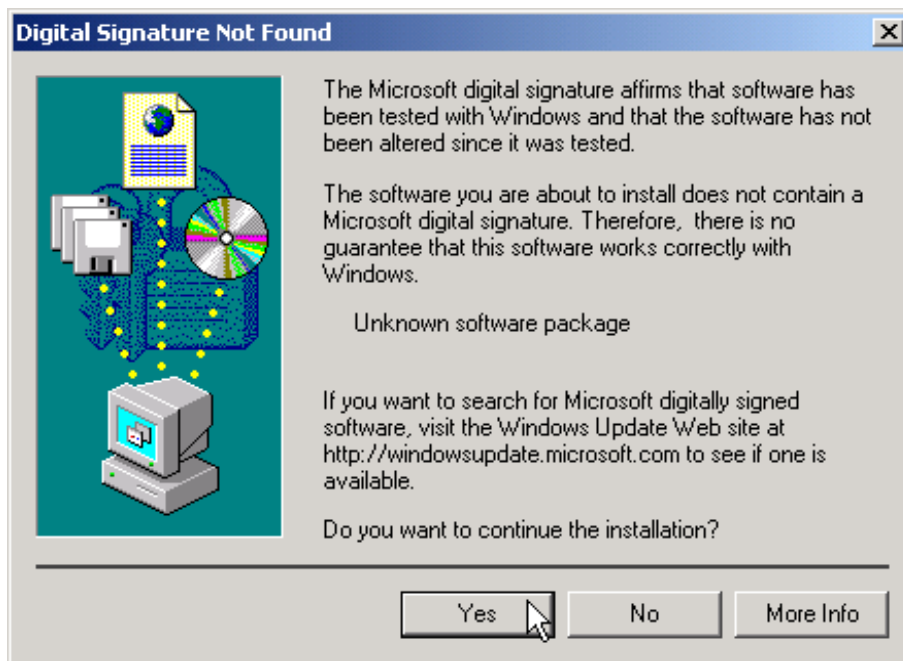 Digital Signature Not Found
The Microsoft digital signature affirms that software has
been tested with Windows and that the software has not
been altered since it was tested.
The software you are about to install does not contain a
Microsoft digital signature. Therefore,  there is no
guarantee that this software works correctly with
Windows.
Unknown software package
If you want to search for Microsoft digitally signed
software, visit the Windows Update Web site at
http://windowsupdate.microsoft.com to see if one is
available.
Do you want to continue the installation?
Yes No More Info